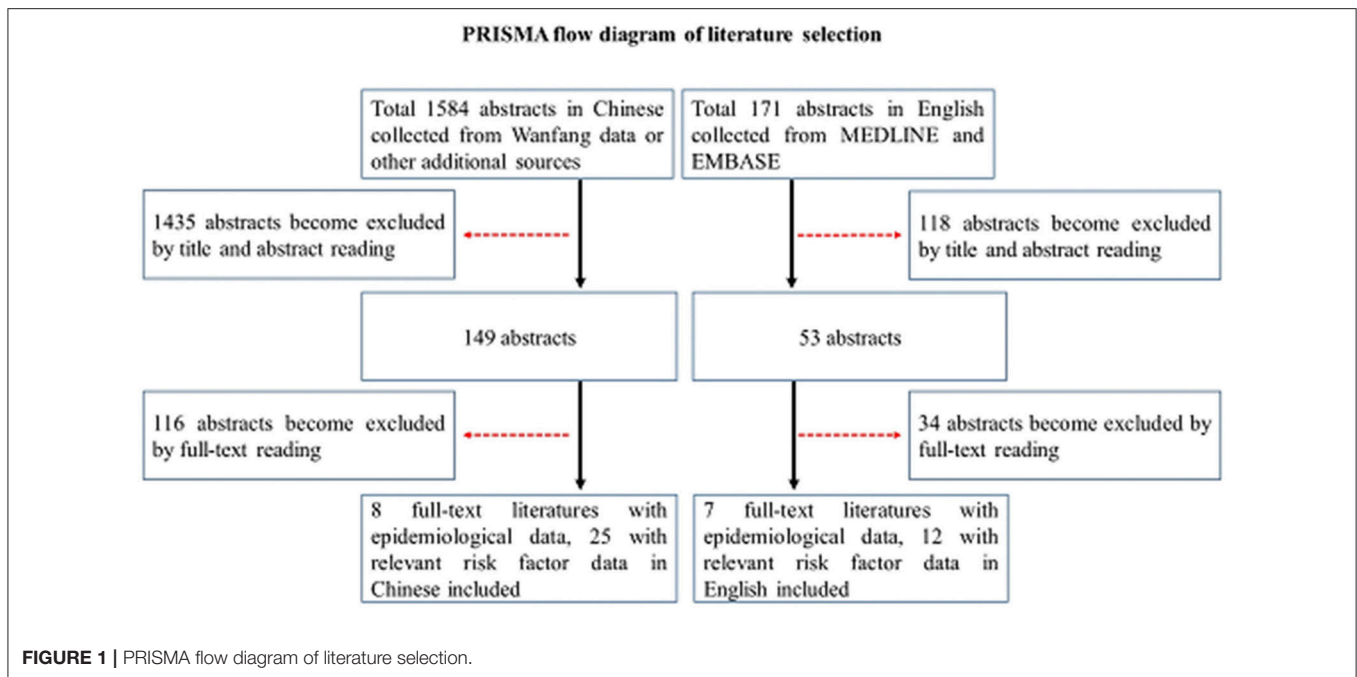 PRISMA flow diagram of literature selection
Total 1584 abstracts in Chinese
collected from Wanfang data or
other additional sources
Total 171 abstracts in English
collected from MEDLINE and
EMBASE
1435 abstracts become excluded
by title and abstract reading
118 abstracts become excluded
by title and abstract reading
149 abstracts
53 abstracts
116 abstracts become excluded
by full-text reading
34 abstracts become excluded by
full-text reading
8 full-text literatures with
epidemiological data, 25 with
relevant risk factor data in
Chinese included
7 full-text literatures with
epidemiological data, 12 with
relevant risk factor data in
English included
FIGURE 1 | PRISMA flow diagram of literature selection.